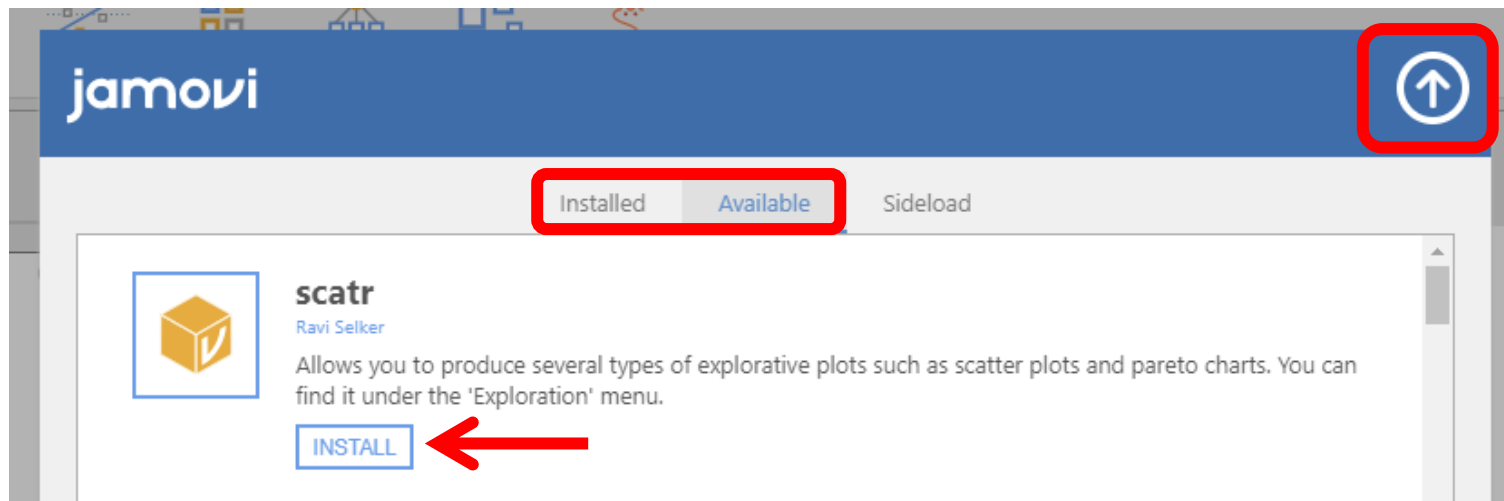 jamovi
Installed Available Sideload
scatr
Ravi Selker
Allows you to produce several types of explorative plots such as scatter plots and pareto charts. You can
find it under the 'Exploration' menu.
INSTALL